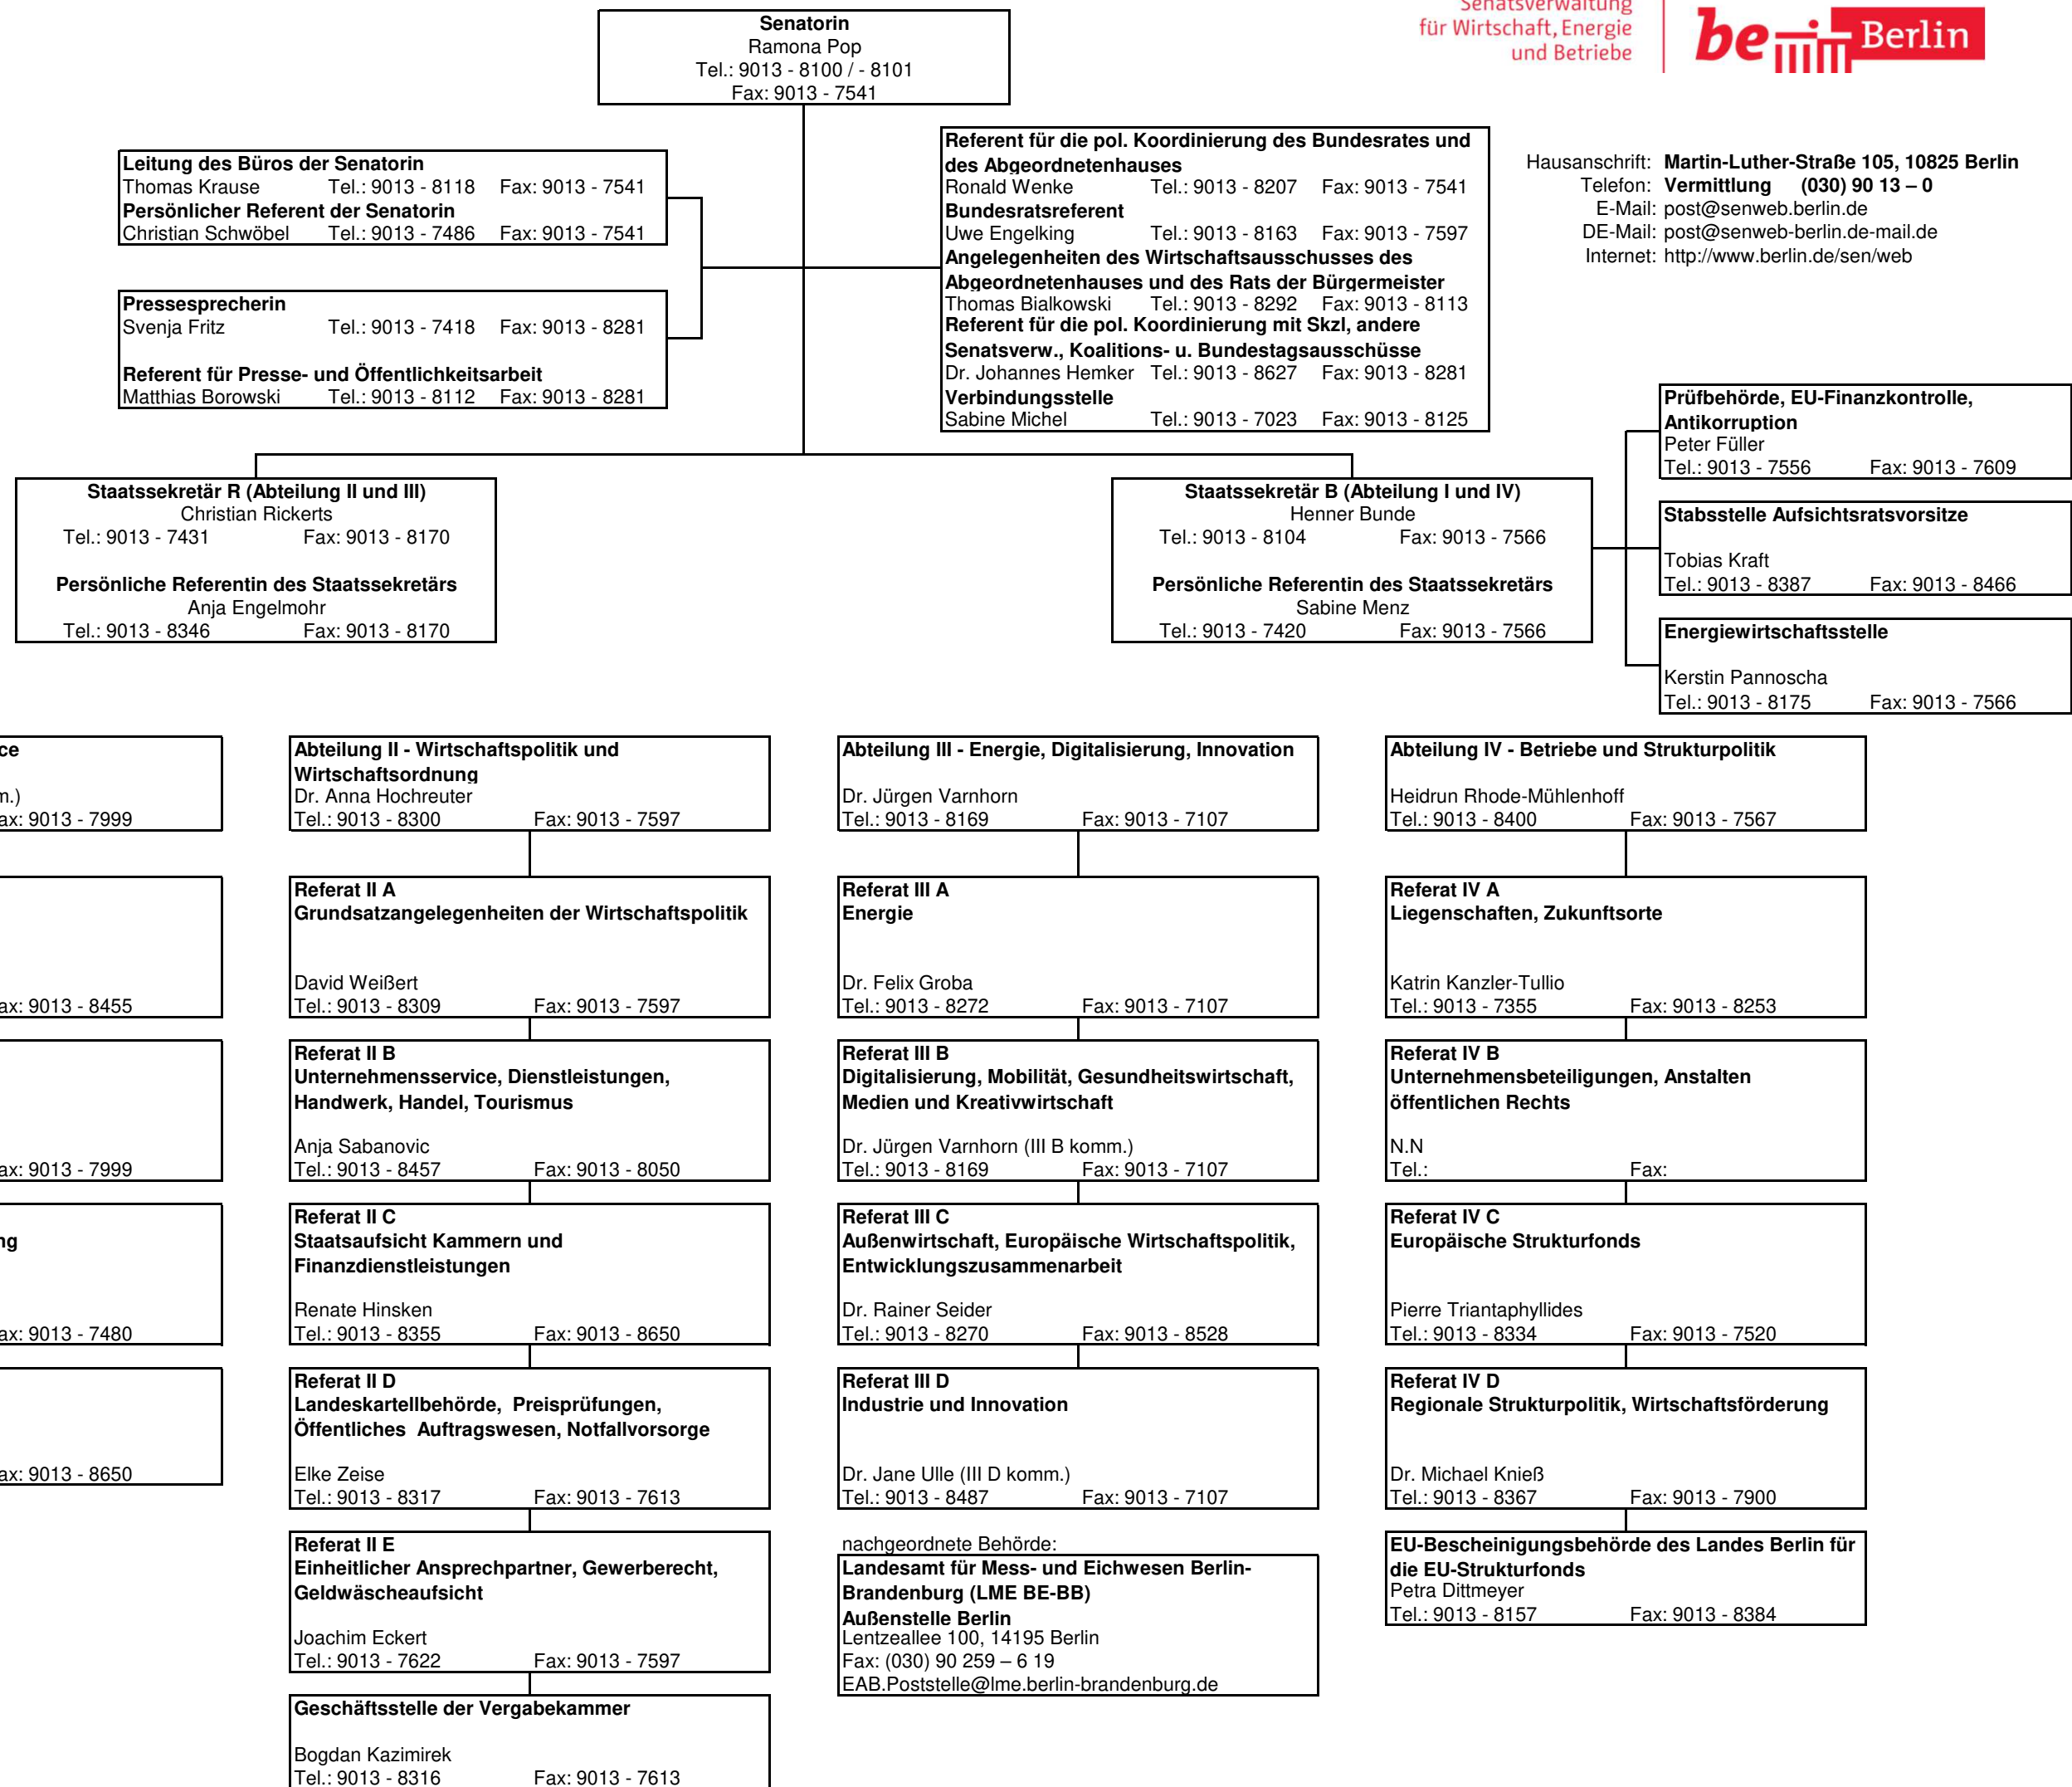 Senatorin
Ramona Pop
Tel.: 9013 - 8100 / - 8101
Fax: 9013 - 7541
Senatsverwaltung
für Wirtschaft, Energie
und Betriebe
be Berlin
Leitung des Büros der Senatorin
Thomas Krause Tel.: 9013 - 8118 Fax: 9013 - 7541
Persönlicher Referent der Senatorin
Christian Schwöbel Tel.: 9013 - 7486 Fax: 9013 - 7541
Pressesprecherin
Svenja Fritz Tel.: 9013 - 7418 Fax: 9013 - 8281
Referent für Presse- und Öffentlichkeitsarbeit
Matthias Borowski Tel.: 9013 - 8112 Fax: 9013 - 8281
Referent für die pol. Koordinierung des Bundesrates und
des Abgeordnetenhauses
Ronald Wenke Tel.: 9013 - 8207 Fax: 9013 - 7541
Bundesratsreferent
Uwe Engelking Tel.: 9013 - 8163 Fax: 9013 - 7597
Angelegenheiten des Wirtschaftsausschusses des
Abgeordnetenhauses und des Rats der Bürgermeister
Thomas Bialkowski Tel.: 9013 - 8292 Fax: 9013 - 8113
Referent für die pol. Koordinierung mit Skzl, andere
Senatsverw., Koalitions- u. Bundestagsausschüsse
Dr. Johannes Hemker Tel.: 9013 - 8627 Fax: 9013 - 8281
Verbindungsstelle
Sabine Michel Tel.: 9013 - 7023 Fax: 9013 - 8125
Hausanschrift: Martin-Luther-Straße 105, 10825 Berlin
Telefon: Vermittlung (030) 90 13 – 0
E-Mail: post@senweb.berlin.de
DE-Mail: post@senweb-berlin.de-mail.de
Internet: http://www.berlin.de/sen/web
Staatssekretär R (Abteilung II und III)
Christian Rickerts
Tel.: 9013 - 7431 Fax: 9013 - 8170
Persönliche Referentin des Staatssekretärs
Anja Engelmohr
Tel.: 9013 - 8346 Fax: 9013 - 8170
Staatssekretär B (Abteilung I und IV)
Henner Bunde
Tel.: 9013 - 8104 Fax: 9013 - 7566
Persönliche Referentin des Staatssekretärs
Sabine Menz
Tel.: 9013 - 7420 Fax: 9013 - 7566
Prüfbehörde, EU-Finanzkontrolle,
Antikorruption
Peter Füller
Tel.: 9013 - 7556 Fax: 9013 - 7609
Stabsstelle Aufsichtsratsvorsitze
Tobias Kraft
Tel.: 9013 - 8387 Fax: 9013 - 8466
Energiewirtschaftsstelle
Kerstin Pannoscha
Tel.: 9013 - 8175 Fax: 9013 - 7566
ce
m.)
ax: 9013 - 7999
ax: 9013 - 8455
ax: 9013 - 7999
ng
ax: 9013 - 7480
ax: 9013 - 8650
Abteilung II - Wirtschaftspolitik und
Wirtschaftsordnung
Dr. Anna Hochreuter
Tel.: 9013 - 8300 Fax: 9013 - 7597
Referat II A
Grundsatzangelegenheiten der Wirtschaftspolitik
David Weißert
Tel.: 9013 - 8309 Fax: 9013 - 7597
Referat II B
Unternehmensservice, Dienstleistungen,
Handwerk, Handel, Tourismus
Anja Sabanovic
Tel.: 9013 - 8457 Fax: 9013 - 8050
Referat II C
Staatsaufsicht Kammern und
Finanzdienstleistungen
Renate Hinsken
Tel.: 9013 - 8355 Fax: 9013 - 8650
Referat II D
Landeskartellbehörde, Preisprüfungen,
Öffentliches Auftragswesen, Notfallvorsorge
Elke Zeise
Tel.: 9013 - 8317 Fax: 9013 - 7613
Referat II E
Einheitlicher Ansprechpartner, Gewerberecht,
Geldwäscheaufsicht
Joachim Eckert
Tel.: 9013 - 7622 Fax: 9013 - 7597
Geschäftsstelle der Vergabekammer
Bogdan Kazimirek
Tel.: 9013 - 8316 Fax: 9013 - 7613
Abteilung III - Energie, Digitalisierung, Innovation
Dr. Jürgen Varnhorn
Tel.: 9013 - 8169 Fax: 9013 - 7107
Referat III A
Energie
Dr. Felix Groba
Tel.: 9013 - 8272 Fax: 9013 - 7107
Referat III B
Digitalisierung, Mobilität, Gesundheitswirtschaft,
Medien und Kreativwirtschaft
Dr. Jürgen Varnhorn (III B komm.)
Tel.: 9013 - 8169 Fax: 9013 - 7107
Referat III C
Außenwirtschaft, Europäische Wirtschaftspolitik,
Entwicklungszusammenarbeit
Dr. Rainer Seider
Tel.: 9013 - 8270 Fax: 9013 - 8528
Referat III D
Industrie und Innovation
Dr. Jane Ulle (III D komm.)
Tel.: 9013 - 8487 Fax: 9013 - 7107
nachgeordnete Behörde:
Landesamt für Mess- und Eichwesen Berlin-
Brandenburg (LME BE-BB)
Außenstelle Berlin
Lentzeallee 100, 14195 Berlin
Fax: (030) 90 259 – 6 19
EAB.Poststelle@lme.berlin-brandenburg.de
Abteilung IV - Betriebe und Strukturpolitik
Heidrun Rhode-Mühlenhoff
Tel.: 9013 - 8400 Fax: 9013 - 7567
Referat IV A
Liegenschaften, Zukunftsorte
Katrin Kanzler-Tullio
Tel.: 9013 - 7355 Fax: 9013 - 8253
Referat IV B
Unternehmensbeteiligungen, Anstalten
öffentlichen Rechts
N.N
Tel.: Fax:
Referat IV C
Europäische Strukturfonds
Pierre Triantaphyllides
Tel.: 9013 - 8334 Fax: 9013 - 7520
Referat IV D
Regionale Strukturpolitik, Wirtschaftsförderung
Dr. Michael Knieß
Tel.: 9013 - 8367 Fax: 9013 - 7900
EU-Bescheinigungsbehörde des Landes Berlin für
die EU-Strukturfonds
Petra Dittmeyer
Tel.: 9013 - 8157 Fax: 9013 - 8384